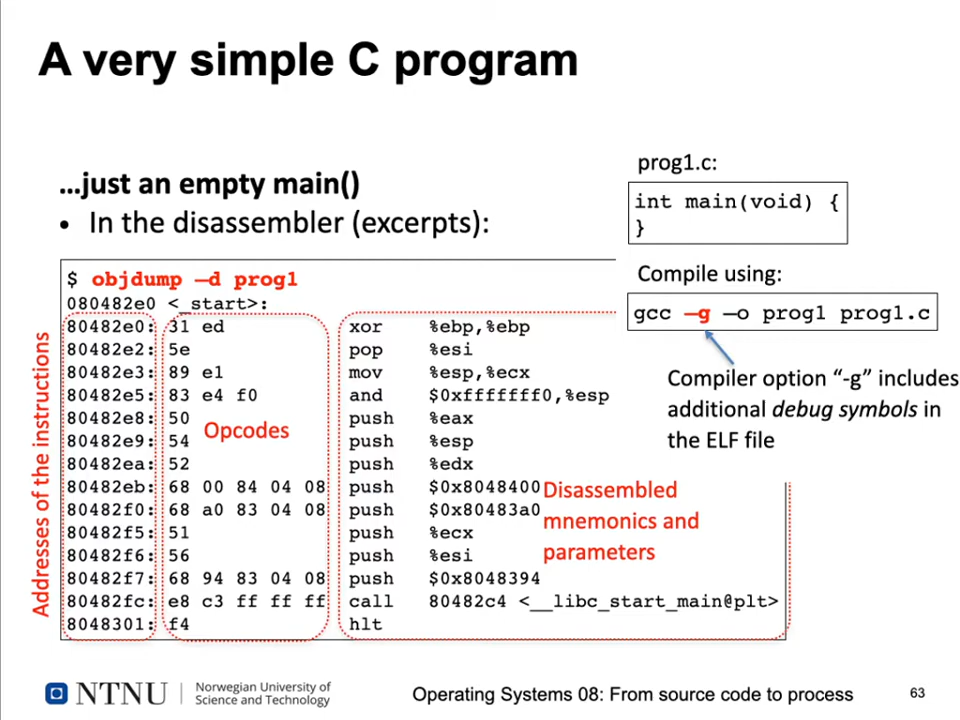 A very simple C program
...just an empty main()
• In the disassembler (excerpts):
prog1.c:
int main(void) {
}
Compile using:
gcc –g –o prog1 prog1.c
Compiler option “-g” includes
additional debug symbols in
the ELF file
$ objdump –d prog1
080482e0 <_start>:
80482e0: 31 ed xor %ebp,%ebp
80482e2: 5e pop %esi
80482e3: 89 e1 mov %esp,%ecx
80482e5: 83 e4 f0 and $0xfffffff0,%esp
80482e8: 50 push %eax
80482e9: 54 push %esp
80482ea: 52 push %edx
80482eb: 68 00 84 04 08 push $0x8048400
80482f0: 68 a0 83 04 08 push $0x80483a0
80482f5: 51 push %ecx
80482f6: 56 push %esi
80482f7: 68 94 83 04 08 push $0x8048394
80482fc: e8 c3 ff ff ff call 80482c4 <__libc_start_main@plt>
8048301: f4 hlt
Addresses of the instructions
Opcodes
Disassembled
mnemonics and
parameters
NTNU
Norwegian University of
Science and Technology
Operating Systems 08: From source code to process
63